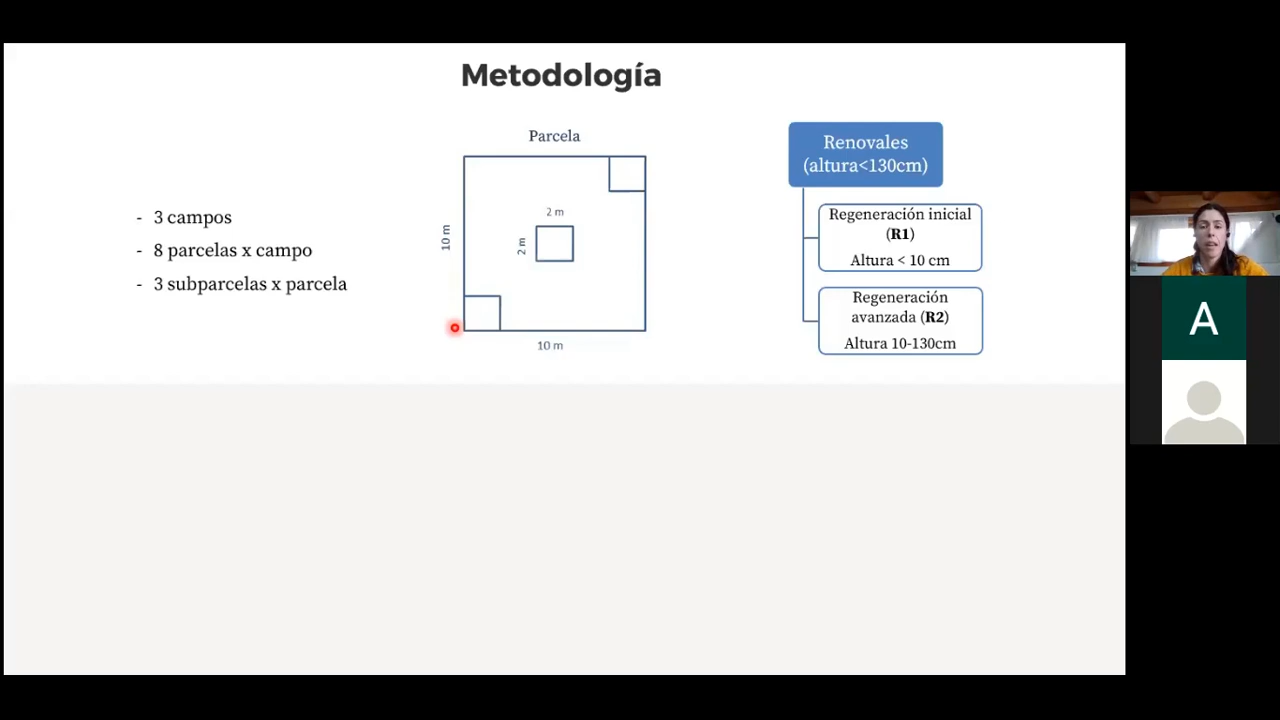 Metodología
- 3 campos
- 8 parcelas x campo
- 3 subparcelas x parcela
Parcela
10 m
2 m
2 m
10 m
Renovales
(altura<130cm)
Regeneración inicial
(R1)
Altura < 10 cm
Regeneración
avanzada (R2)
Altura 10-130cm
A